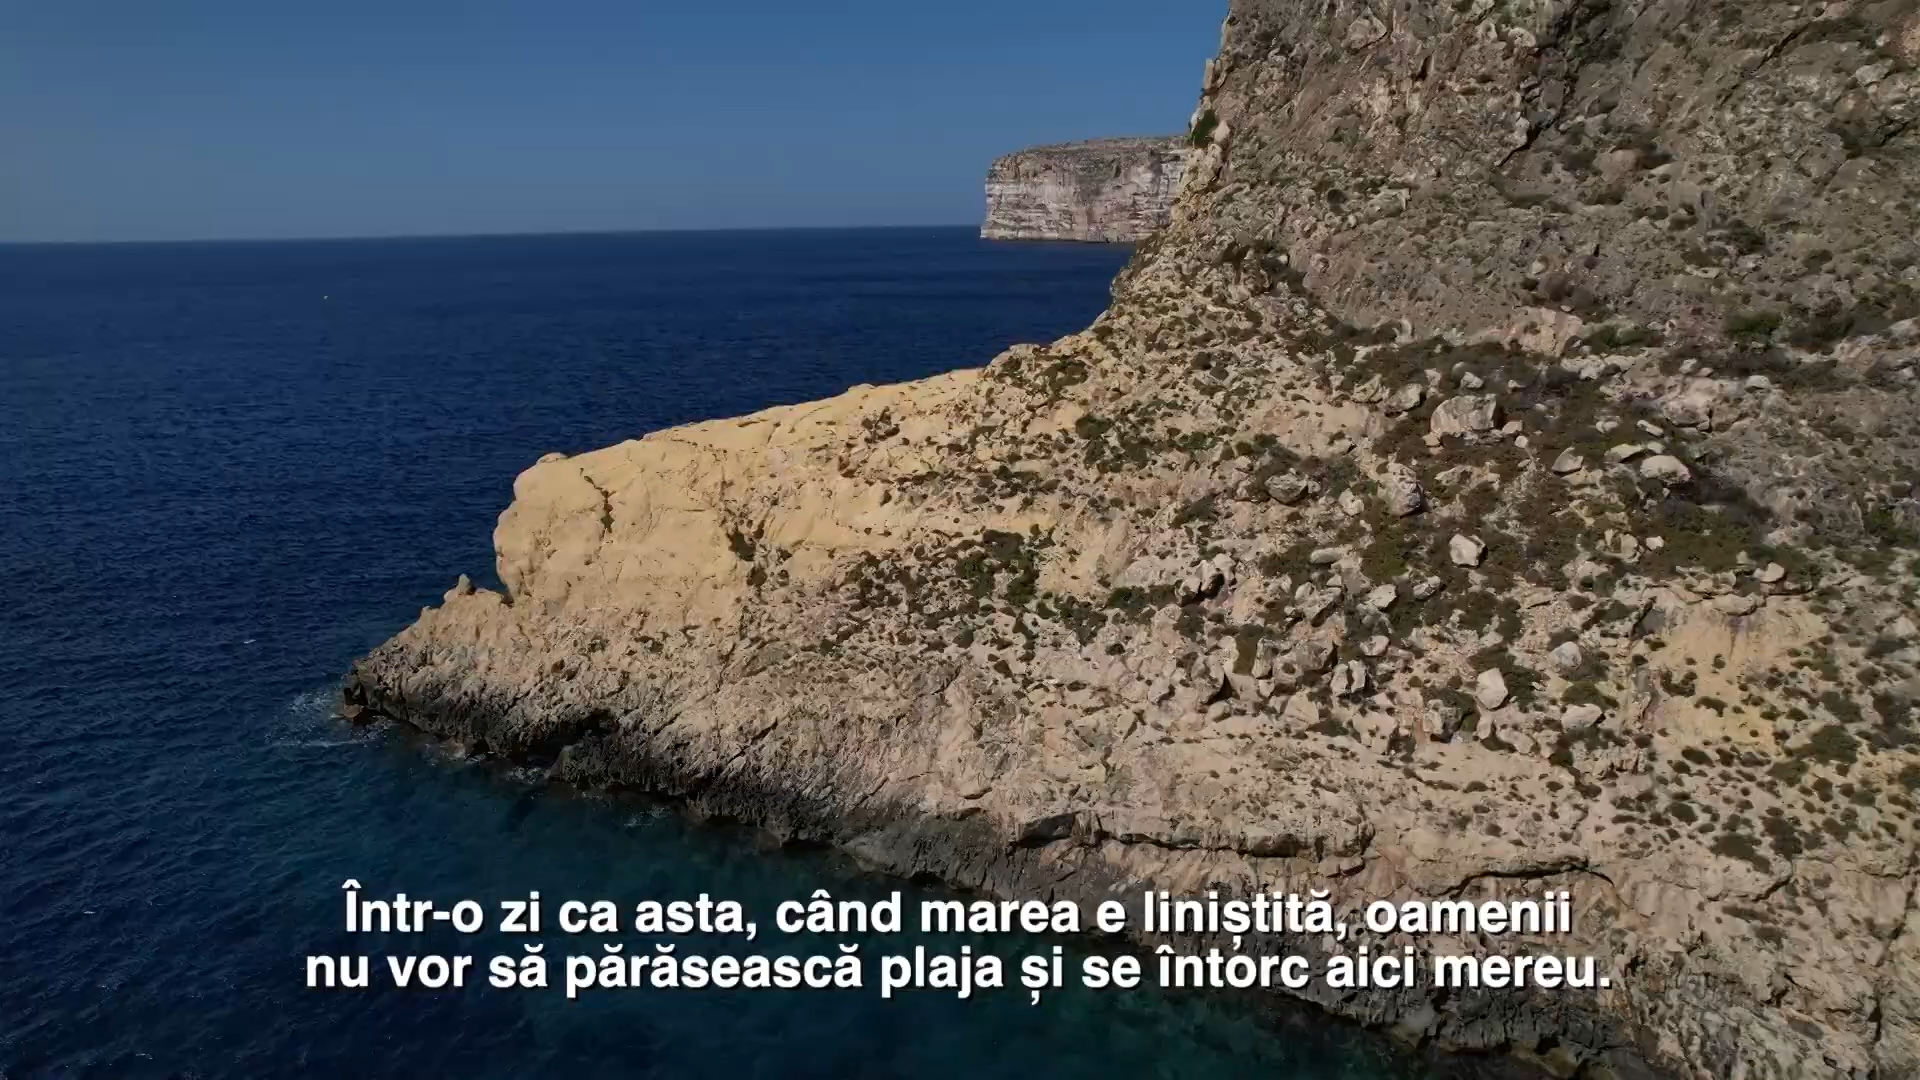 Într-o zi ca asta, când marea e liniștită, oamenii
nu vor să părăsească plaja și se întorc aici mereu.